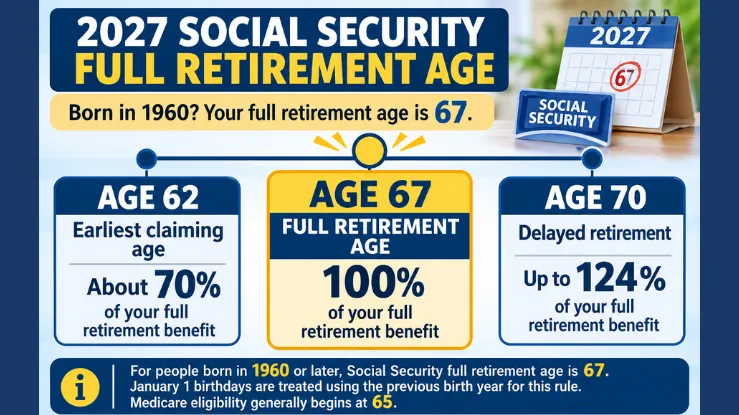 2027 SOCIAL SECURITY
FULL RETIREMENT AGE
Born in 1960? Your full retirement age is 67.
2027
67
SOCIAL
SECURITY
AGE 62
Earliest claiming
age
About 70%
of your full
retirement benefit
AGE 67
FULL RETIREMENT
AGE
100%
of your full
retirement benefit
AGE 70
Delayed retirement
Up to 124%
of your full
retirement benefit
i
For people born in 1960 or later, Social Security full retirement age is 67.
January 1 birthdays are treated using the previous birth year for this rule.
Medicare eligibility generally begins at 65.